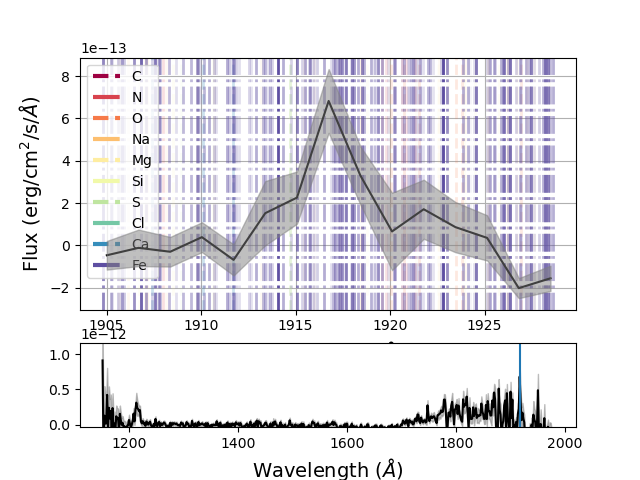 1e−13
8
6
4
2
0
−2
Flux (erg/cm²/s/Å)
C
N
O
Na
Mg
Si
S
Cl
Ca
Fe
1905 1910 1915 1920 1925
1e−12
1.0
0.5
0.0
1200 1400 1600 1800 2000
Wavelength (Å)